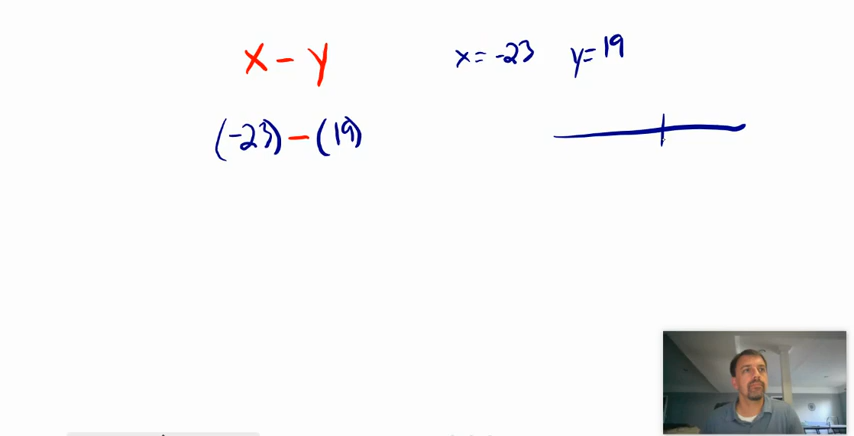 x - y
x = -23 y = 19
(-23) - (19)